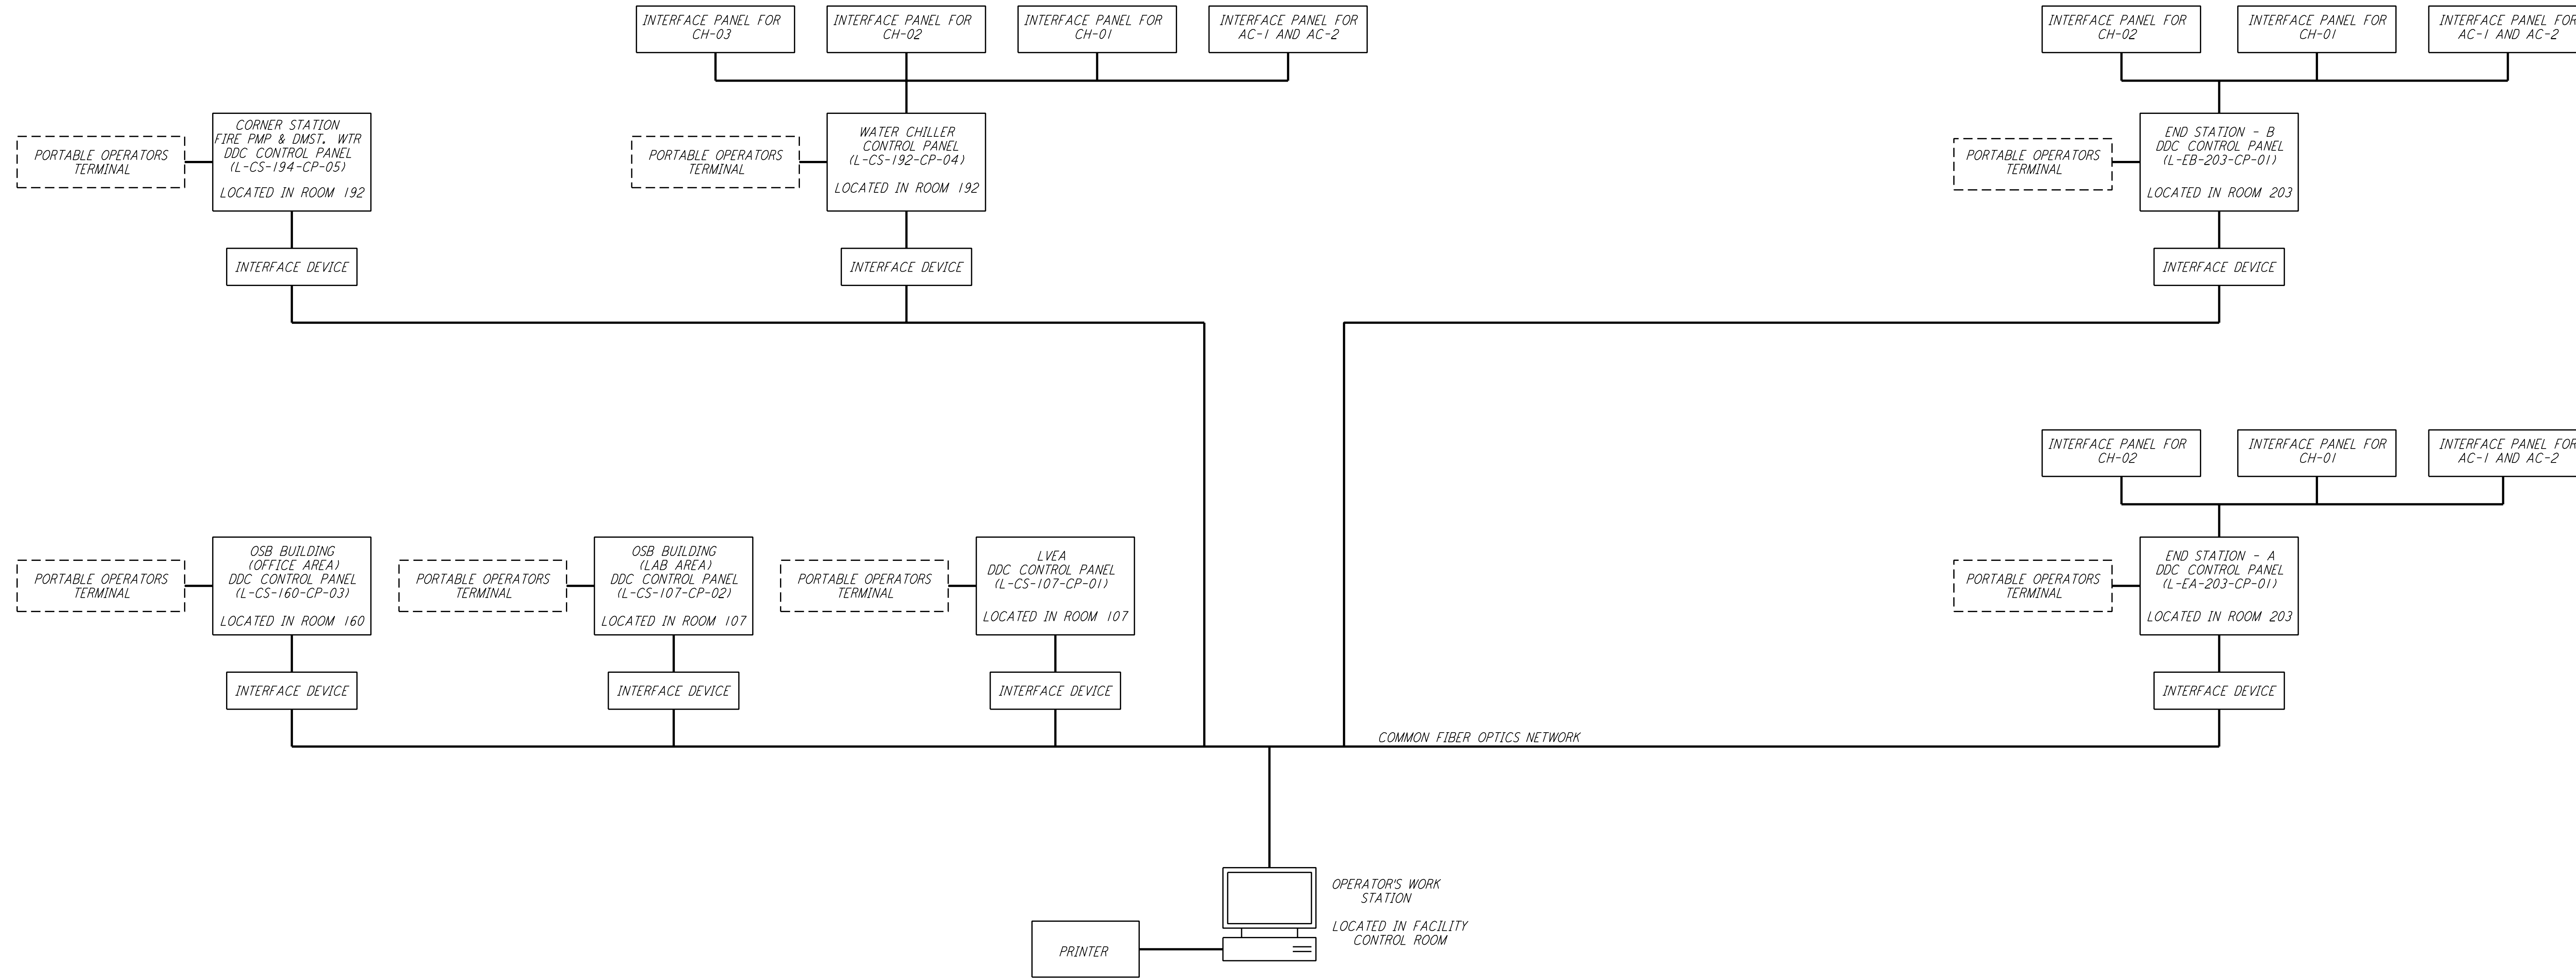 INTERFACE PANEL FOR
CH-03
INTERFACE PANEL FOR
CH-02
INTERFACE PANEL FOR
CH-01
INTERFACE PANEL FOR
AC-1 AND AC-2
INTERFACE PANEL FOR
CH-02
INTERFACE PANEL FOR
CH-01
INTERFACE PANEL FOR
AC-1 AND AC-2
PORTABLE OPERATORS
TERMINAL
CORNER STATION
FIRE PMP & DMST. WTR
DDC CONTROL PANEL
(L-CS-194-CP-05)
LOCATED IN ROOM 192
PORTABLE OPERATORS
TERMINAL
WATER CHILLER
CONTROL PANEL
(L-CS-192-CP-04)
LOCATED IN ROOM 192
PORTABLE OPERATORS
TERMINAL
END STATION - B
DDC CONTROL PANEL
(L-EB-203-CP-01)
LOCATED IN ROOM 203
INTERFACE DEVICE
INTERFACE DEVICE
INTERFACE DEVICE
INTERFACE PANEL FOR
CH-02
INTERFACE PANEL FOR
CH-01
INTERFACE PANEL FOR
AC-1 AND AC-2
PORTABLE OPERATORS
TERMINAL
OSB BUILDING
(OFFICE AREA)
DDC CONTROL PANEL
(L-CS-160-CP-03)
LOCATED IN ROOM 160
PORTABLE OPERATORS
TERMINAL
OSB BUILDING
(LAB AREA)
DDC CONTROL PANEL
(L-CS-107-CP-02)
LOCATED IN ROOM 107
PORTABLE OPERATORS
TERMINAL
LVEA
DDC CONTROL PANEL
(L-CS-107-CP-01)
LOCATED IN ROOM 107
PORTABLE OPERATORS
TERMINAL
END STATION - A
DDC CONTROL PANEL
(L-EA-203-CP-01)
LOCATED IN ROOM 203
INTERFACE DEVICE
INTERFACE DEVICE
INTERFACE DEVICE
INTERFACE DEVICE
COMMON FIBER OPTICS NETWORK
OPERATOR'S WORK
STATION
LOCATED IN FACILITY
CONTROL ROOM
PRINTER